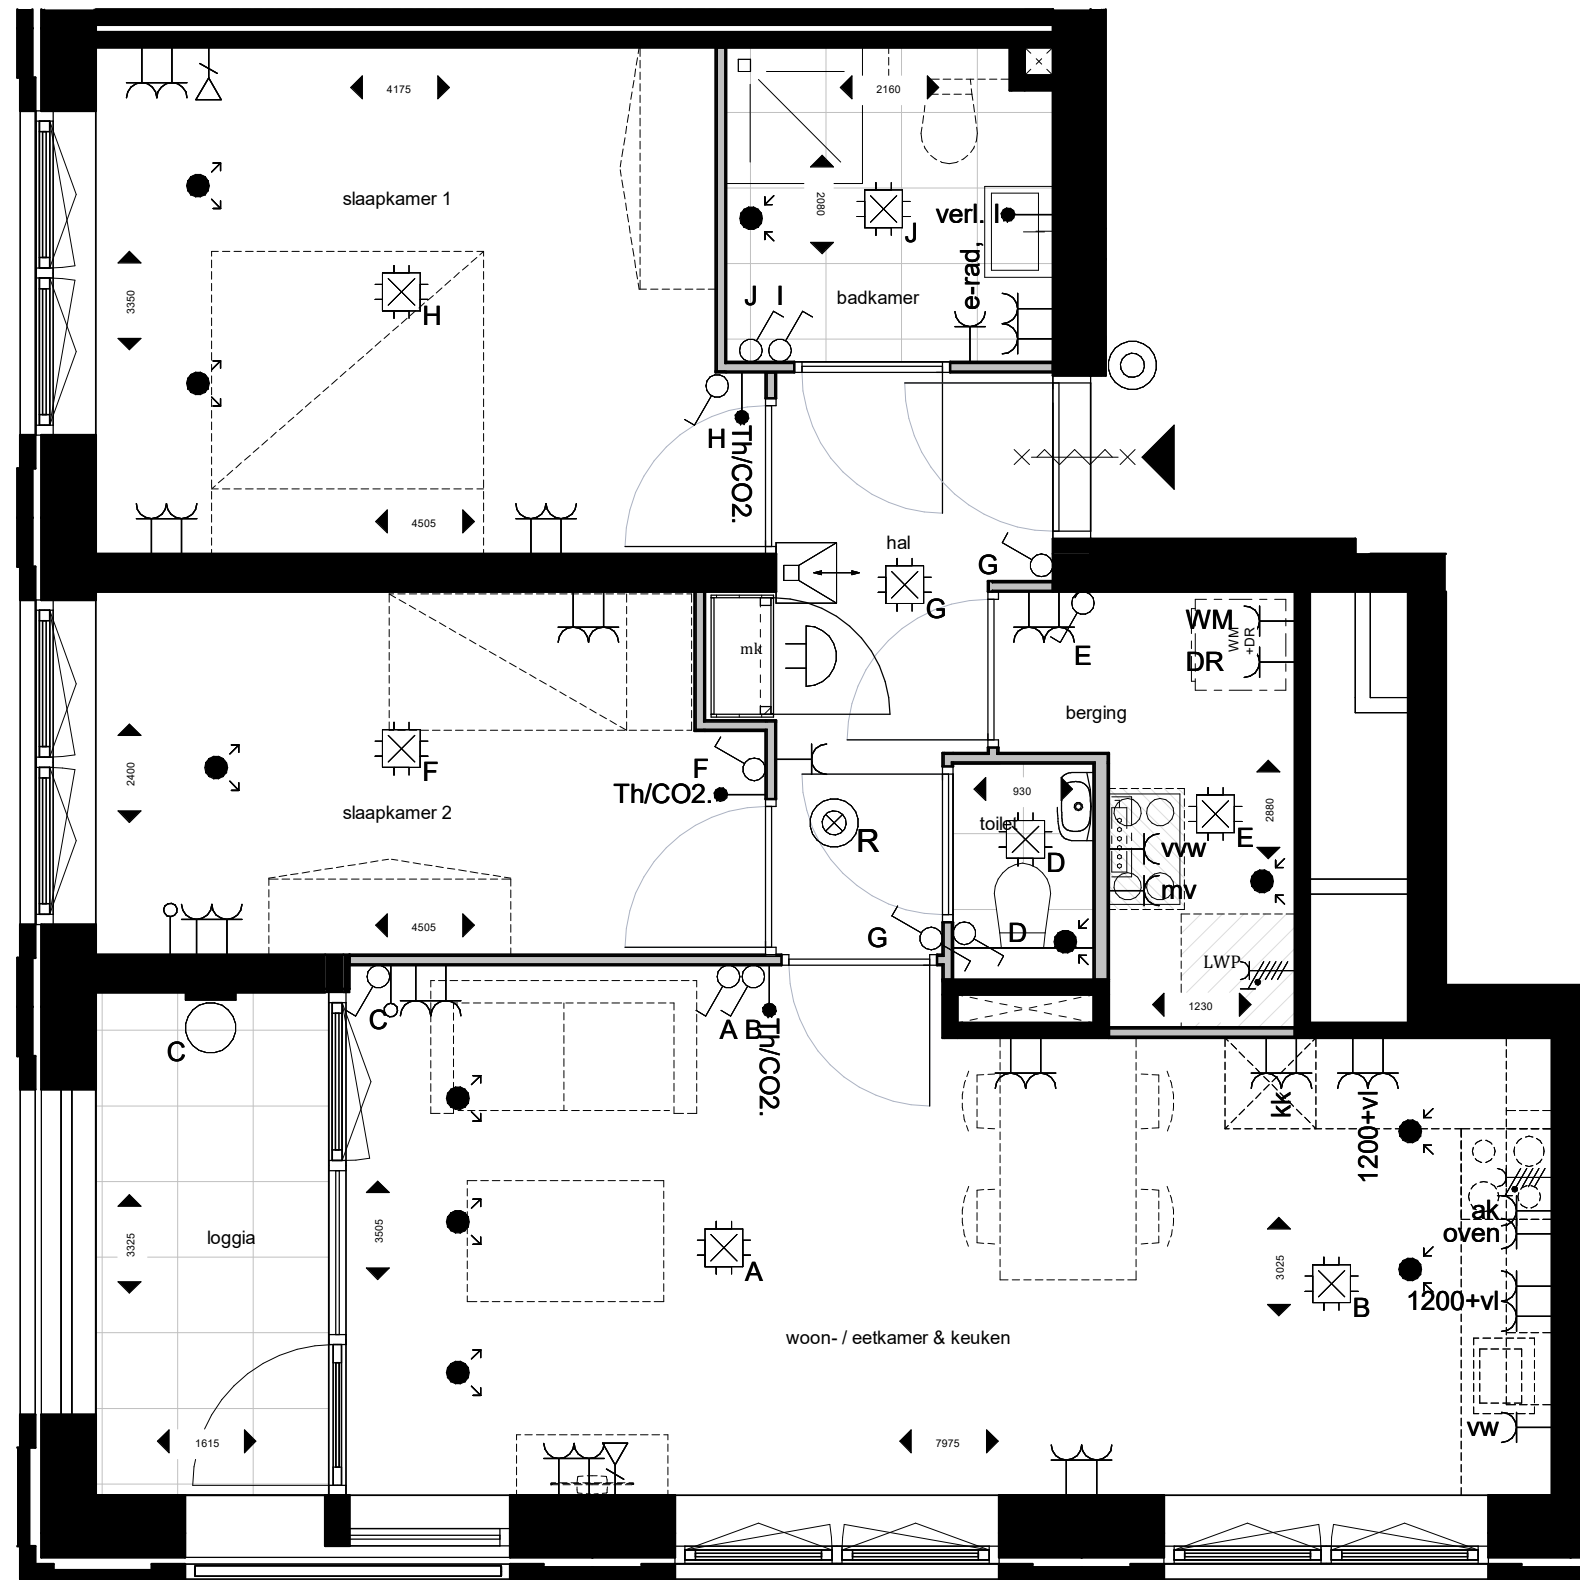 4175
2160
slaapkamer 1
2080
verl. I
J
e-rad,
3350
H
J I
badkamer
H
Th/CO2.
4505
hal
G
G
mk
E
WM
DR
WM
+DR
berging
F
F
Th/CO2.
2400
slaapkamer 2
930
toilet
D
R
vvw
mv
E
2880
4505
G
D
LWP
1230
C
C
A B
Th/CO2.
kk
1200+vl
ak
oven
3325
loggia
3505
A
3025
B
1200+vl
woon- / eetkamer & keuken
vw
1615
7975